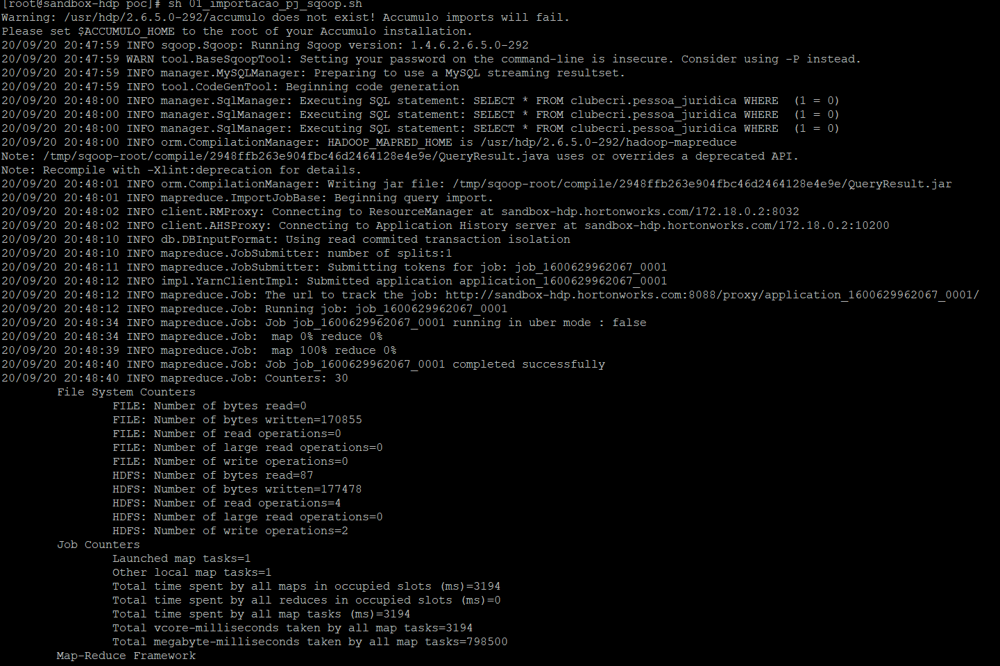 [root@sandbox-hdp poc]# sh 01_importacao_pj_sqoop.sh
Warning: /usr/hdp/2.6.5.0-292/accumulo does not exist! Accumulo imports will fail.
Please set $ACCUMULO_HOME to the root of your Accumulo installation.
20/09/20 20:47:59 INFO sqoop.Sqoop: Running Sqoop version: 1.4.6.2.6.5.0-292
20/09/20 20:47:59 WARN tool.BaseSqoopTool: Setting your password on the command-line is insecure. Consider using -P instead.
20/09/20 20:47:59 INFO manager.MySQLManager: Preparing to use a MySQL streaming resultset.
20/09/20 20:47:59 INFO tool.CodeGenTool: Beginning code generation
20/09/20 20:48:00 INFO manager.SqlManager: Executing SQL statement: SELECT * FROM clubecri.pessoa_juridica WHERE  (1 = 0)
20/09/20 20:48:00 INFO manager.SqlManager: Executing SQL statement: SELECT * FROM clubecri.pessoa_juridica WHERE  (1 = 0)
20/09/20 20:48:00 INFO manager.SqlManager: Executing SQL statement: SELECT * FROM clubecri.pessoa_juridica WHERE  (1 = 0)
20/09/20 20:48:00 INFO orm.CompilationManager: HADOOP_MAPRED_HOME is /usr/hdp/2.6.5.0-292/hadoop-mapreduce
Note: /tmp/sqoop-root/compile/2948ffb263e904fbc46d2464128e4e9e/QueryResult.java uses or overrides a deprecated API.
Note: Recompile with -Xlint:deprecation for details.
20/09/20 20:48:01 INFO orm.CompilationManager: Writing jar file: /tmp/sqoop-root/compile/2948ffb263e904fbc46d2464128e4e9e/QueryResult.jar
20/09/20 20:48:01 INFO mapreduce.ImportJobBase: Beginning query import.
20/09/20 20:48:02 INFO client.RMProxy: Connecting to ResourceManager at sandbox-hdp.hortonworks.com/172.18.0.2:8032
20/09/20 20:48:02 INFO client.AHSProxy: Connecting to Application History server at sandbox-hdp.hortonworks.com/172.18.0.2:10200
20/09/20 20:48:10 INFO db.DBInputFormat: Using read commited transaction isolation
20/09/20 20:48:10 INFO mapreduce.JobSubmitter: number of splits:1
20/09/20 20:48:11 INFO mapreduce.JobSubmitter: Submitting tokens for job: job_1600629962067_0001
20/09/20 20:48:12 INFO impl.YarnClientImpl: Submitted application application_1600629962067_0001
20/09/20 20:48:12 INFO mapreduce.Job: The url to track the job: http://sandbox-hdp.hortonworks.com:8088/proxy/application_1600629962067_0001/
20/09/20 20:48:12 INFO mapreduce.Job: Running job: job_1600629962067_0001
20/09/20 20:48:34 INFO mapreduce.Job: Job job_1600629962067_0001 running in uber mode : false
20/09/20 20:48:34 INFO mapreduce.Job:  map 0% reduce 0%
20/09/20 20:48:39 INFO mapreduce.Job:  map 100% reduce 0%
20/09/20 20:48:40 INFO mapreduce.Job: Job job_1600629962067_0001 completed successfully
20/09/20 20:48:40 INFO mapreduce.Job: Counters: 30
File System Counters
FILE: Number of bytes read=0
FILE: Number of bytes written=170855
FILE: Number of read operations=0
FILE: Number of large read operations=0
FILE: Number of write operations=0
HDFS: Number of bytes read=87
HDFS: Number of bytes written=177478
HDFS: Number of read operations=4
HDFS: Number of large read operations=0
HDFS: Number of write operations=2
Job Counters
Launched map tasks=1
Other local map tasks=1
Total time spent by all maps in occupied slots (ms)=3194
Total time spent by all reduces in occupied slots (ms)=0
Total time spent by all map tasks (ms)=3194
Total vcore-milliseconds taken by all map tasks=3194
Total megabyte-milliseconds taken by all map tasks=798500
Map-Reduce Framework